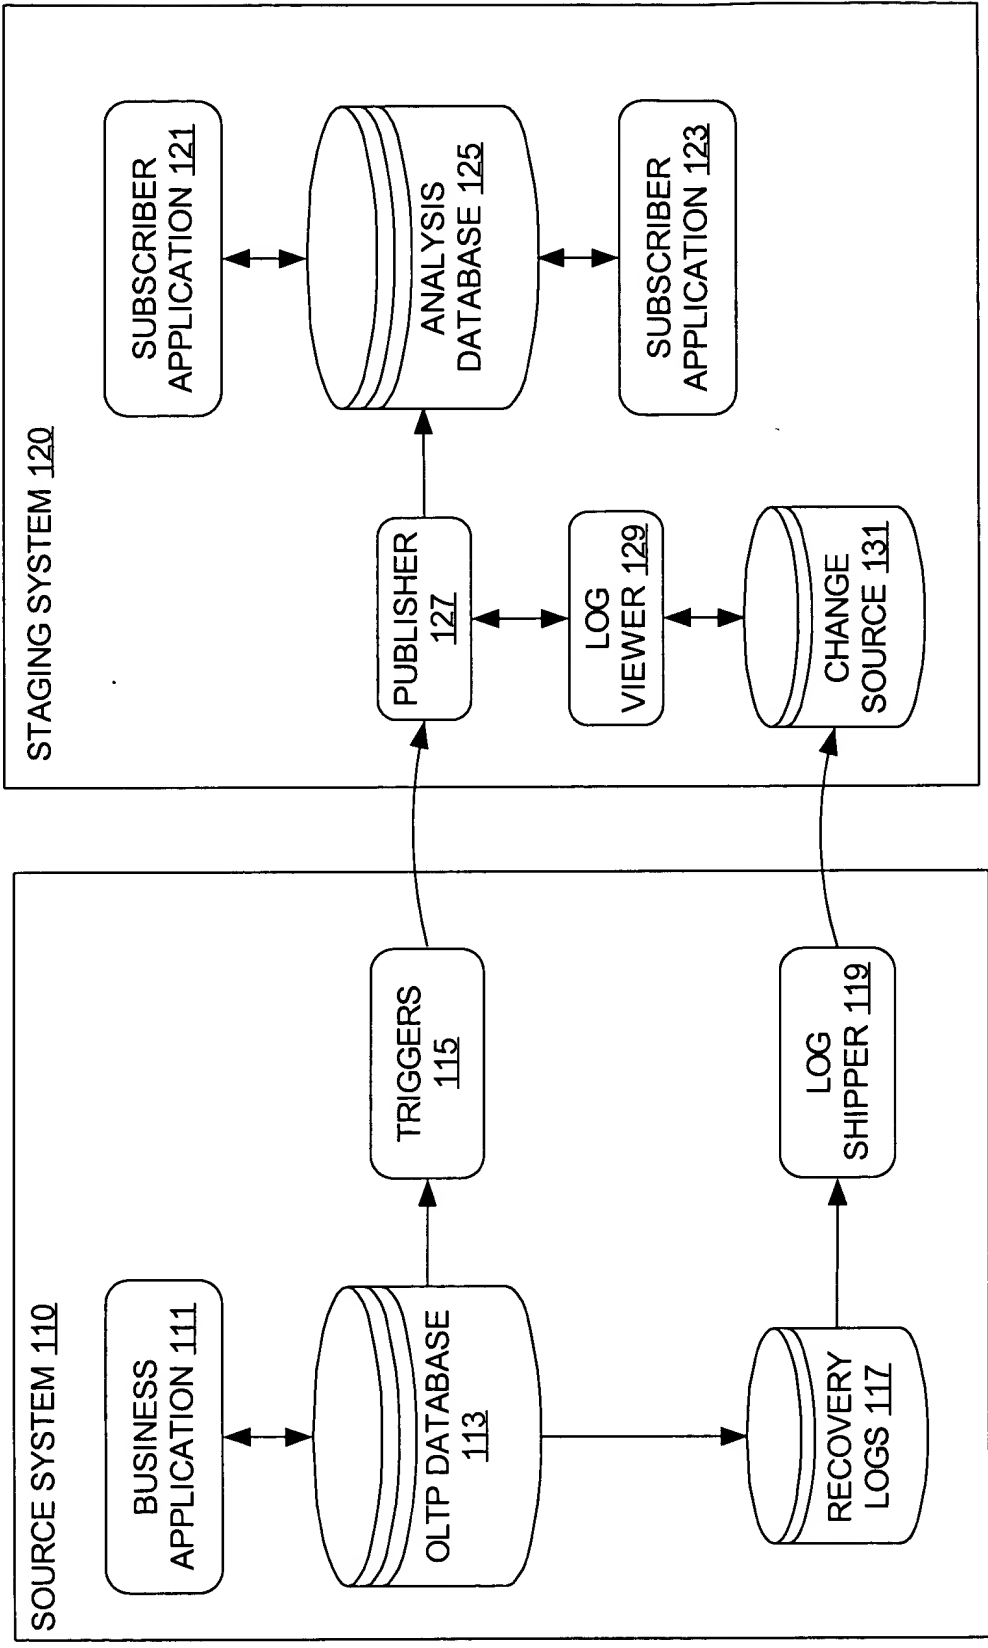 SOURCE SYSTEM 110
BUSINESS
APPLICATION 111
OLTP DATABASE
113
TRIGGERS
115
RECOVERY
LOGS 117
LOG
SHIPPER 119
STAGING SYSTEM 120
SUBSCRIBER
APPLICATION 121
PUBLISHER
127
ANALYSIS
DATABASE 125
LOG
VIEWER 129
SUBSCRIBER
APPLICATION 123
CHANGE
SOURCE 131